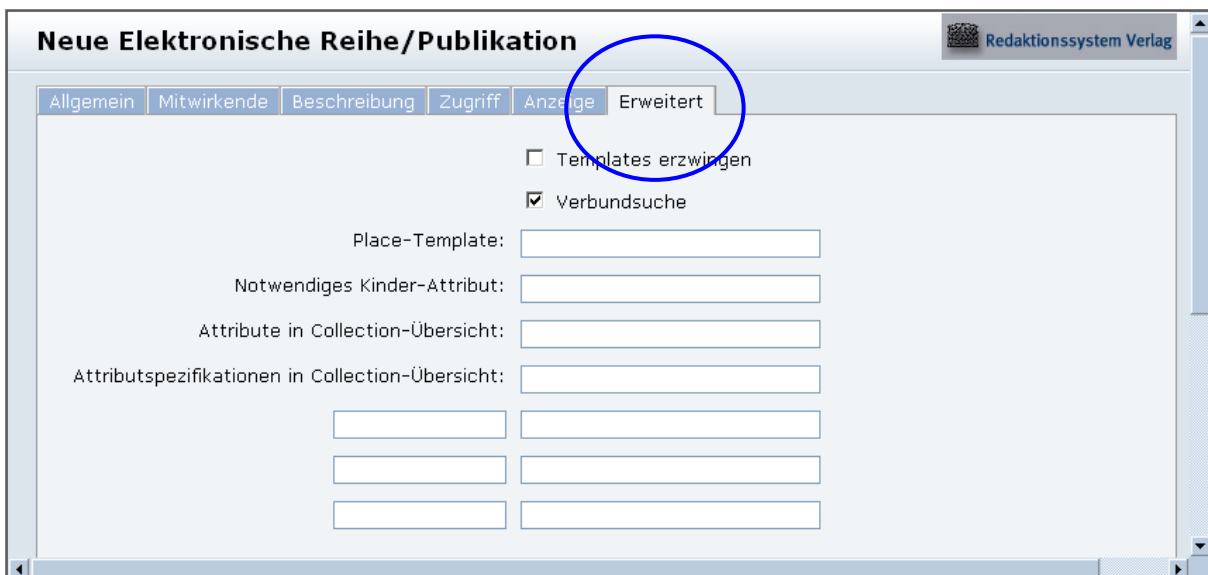 Neue Elektronische Reihe/Publikation
Redaktionssystem Verlag
Allgemein Mitwirkende Beschreibung Zugriff Anzeige Erweitert
Templates erzwingen
Verbundsuche
Place-Template:
Notwendiges Kinder-Attribut:
Attribute in Collection-Übersicht:
Attributspezifikationen in Collection-Übersicht: